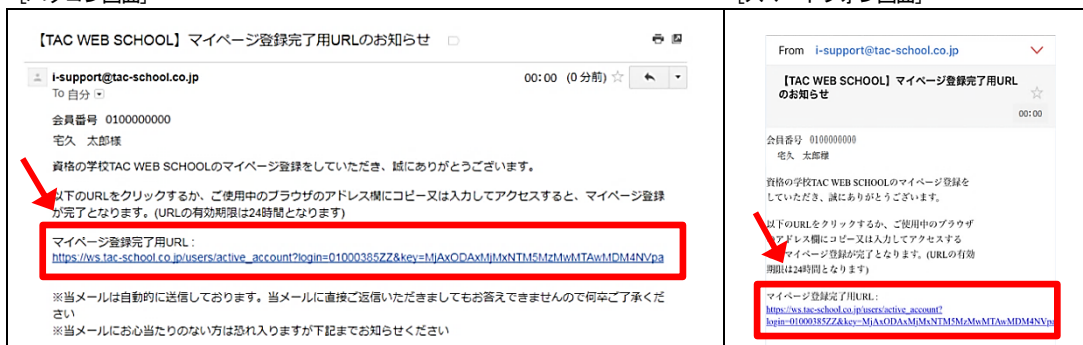 [パソコン画面]
[スマートフォン画面]
【TAC WEB SCHOOL】マイページ登録完了用URLのお知らせ
i-support@tac-school.co.jp
00:00 (0 分前)
To 自分
会員番号 0100000000
宅久 太郎様
資格の学校TAC WEB SCHOOLのマイページ登録をしていただき、誠にありがとうございます。
以下のURLをクリックするか、ご使用中のブラウザのアドレス欄にコピー又は入力してアクセスすると、マイページ登録
が完了となります。(URLの有効期限は24時間となります)
マイページ登録完了用URL :
https://ws.tac-school.co.jp/users/active_account?login=01000385ZZ&key=MjAxODAxMjMxNTM5MzMwMTAwMDM4NVpa
※当メールは自動的に送信しております。当メールに直接ご返信いただきましてもお答えできませんので何卒ご了承くだ
さい
※当メールにお心当たりのない方は恐れ入りますが下記までお知らせください
From i-support@tac-school.co.jp
【TAC WEB SCHOOL】マイページ登録完了用URL
のお知らせ
00:00
会員番号 0100000000
宅久 太郎様
資格の学校TAC WEB SCHOOLのマイページ登録を
していただき、誠にありがとうございます。
以下のURLをクリックするか、ご使用中のブラウザ
のアドレス欄にコピー又は入力してアクセスする
マイページ登録が完了となります。(URLの有効
期限は24時間となります)
マイページ登録完了用URL :
https://ws.tac-school.co.jp/users/active_account?
login=01000385ZZ&key=MjAxODAxMjMxNTM5MzMwMTAwMDM4NVpa